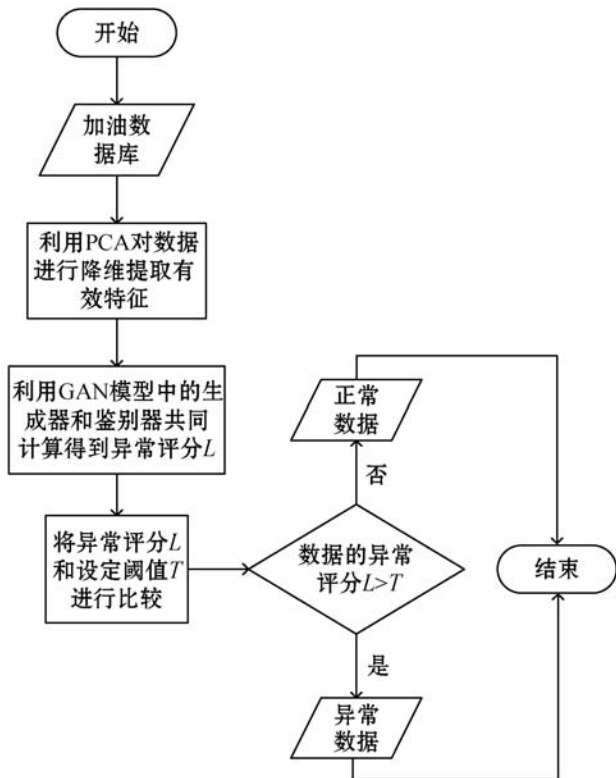 开始
加油数
据库
利用PCA对数据
进行降维提取有
效特征
利用GAN模型中的生
成器和鉴别器共同
计算得到异常评分L
将异常评分L
和设定阈值T
进行比较
数据的异常
评分L>T
否
正常
数据
是
异常
数据
结束